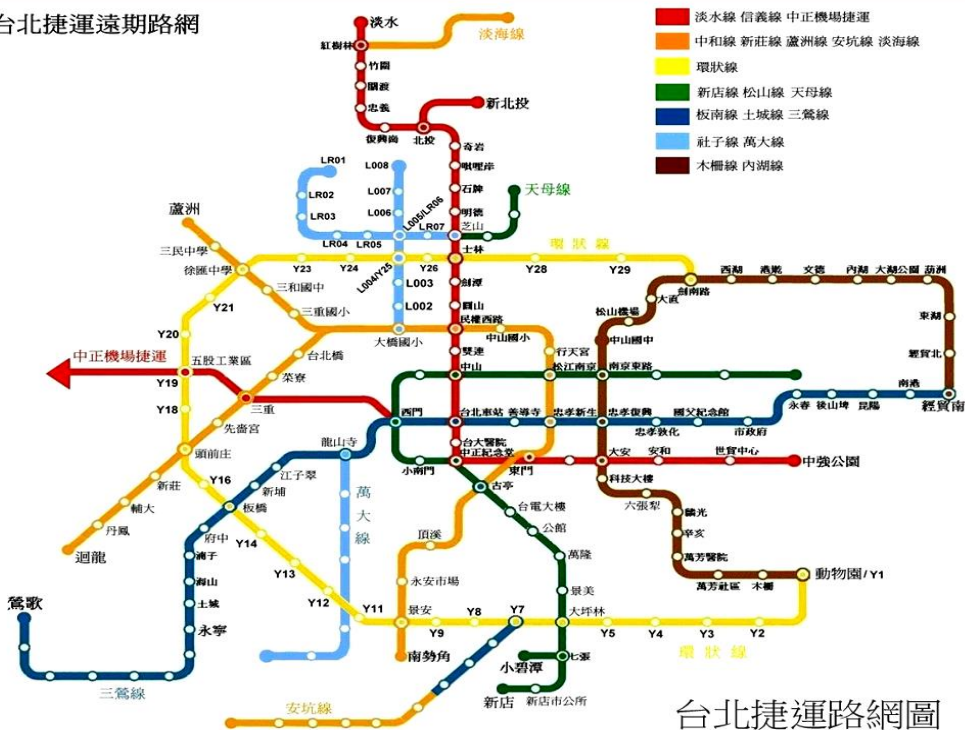 台北捷運遠期路網
淡水線 信義線 中正機場捷運
中和線 新莊線 蘆洲線 安坑線 淡海線
環狀線
新店線 松山線 天母線
板南線 土城線 三鶯線
社子線 萬大線
木柵線 內湖線
淡水
淡海線
紅樹林
竹圍
關渡
忠義
復興崗
北投
新北投
奇岩
唭哩岸
石牌
明德
芝山
天母線
士林
LR01
LR02
LR03
LR04
LR05
L008
L007
L006
L005/LR06
LR07
L004/Y25
L003
L002
大橋國小
蘆洲
三民中學
徐匯中學
三和國中
三重國小
Y21
Y20
Y23
Y24
Y26
環狀線
Y28
Y29
劍南路
西湖
港墘
文德
內湖
大湖公園
葫洲
東湖
經貿北
經貿南
大直
松山機場
中山國中
南京東路
劍潭
圓山
民權西路
中山國小
雙連
行天宮
中山
松江南京
中正機場捷運
五股工業區
Y19
台北橋
菜寮
三重
先嗇宮
Y18
頭前庄
新莊
輔大
丹鳳
迴龍
西門
台北車站
善導寺
忠孝新生
忠孝復興
忠孝敦化
國父紀念館
市政府
永春
後山埤
昆陽
南港
龍山寺
江子翠
新埔
板橋
府中
浦子
海山
土城
永寧
Y16
Y14
Y13
Y12
Y11
萬大線
小南門
台大醫院
中正紀念堂
東門
大安
安和
世貿中心
中強公園
科技大樓
六張犁
麟光
辛亥
萬芳醫院
萬芳社區
木柵
動物園/Y1
古亭
台電大樓
公館
萬隆
景美
大坪林
頂溪
永安市場
景安
南勢角
Y9
Y8
Y7
Y5
Y4
Y3
Y2
環狀線
七張
小碧潭
新店
新店市公所
鶯歌
三鶯線
安坑線
台北捷運路網圖